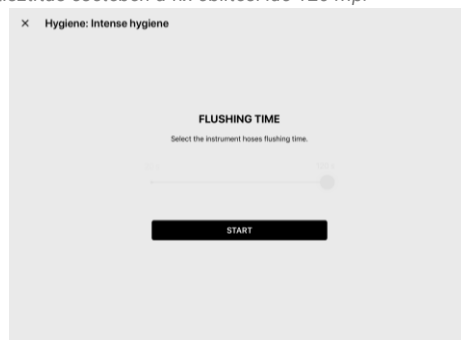 × Hygiene: Intense hygiene
FLUSHING TIME
Select the instrument hoses flushing time.
START